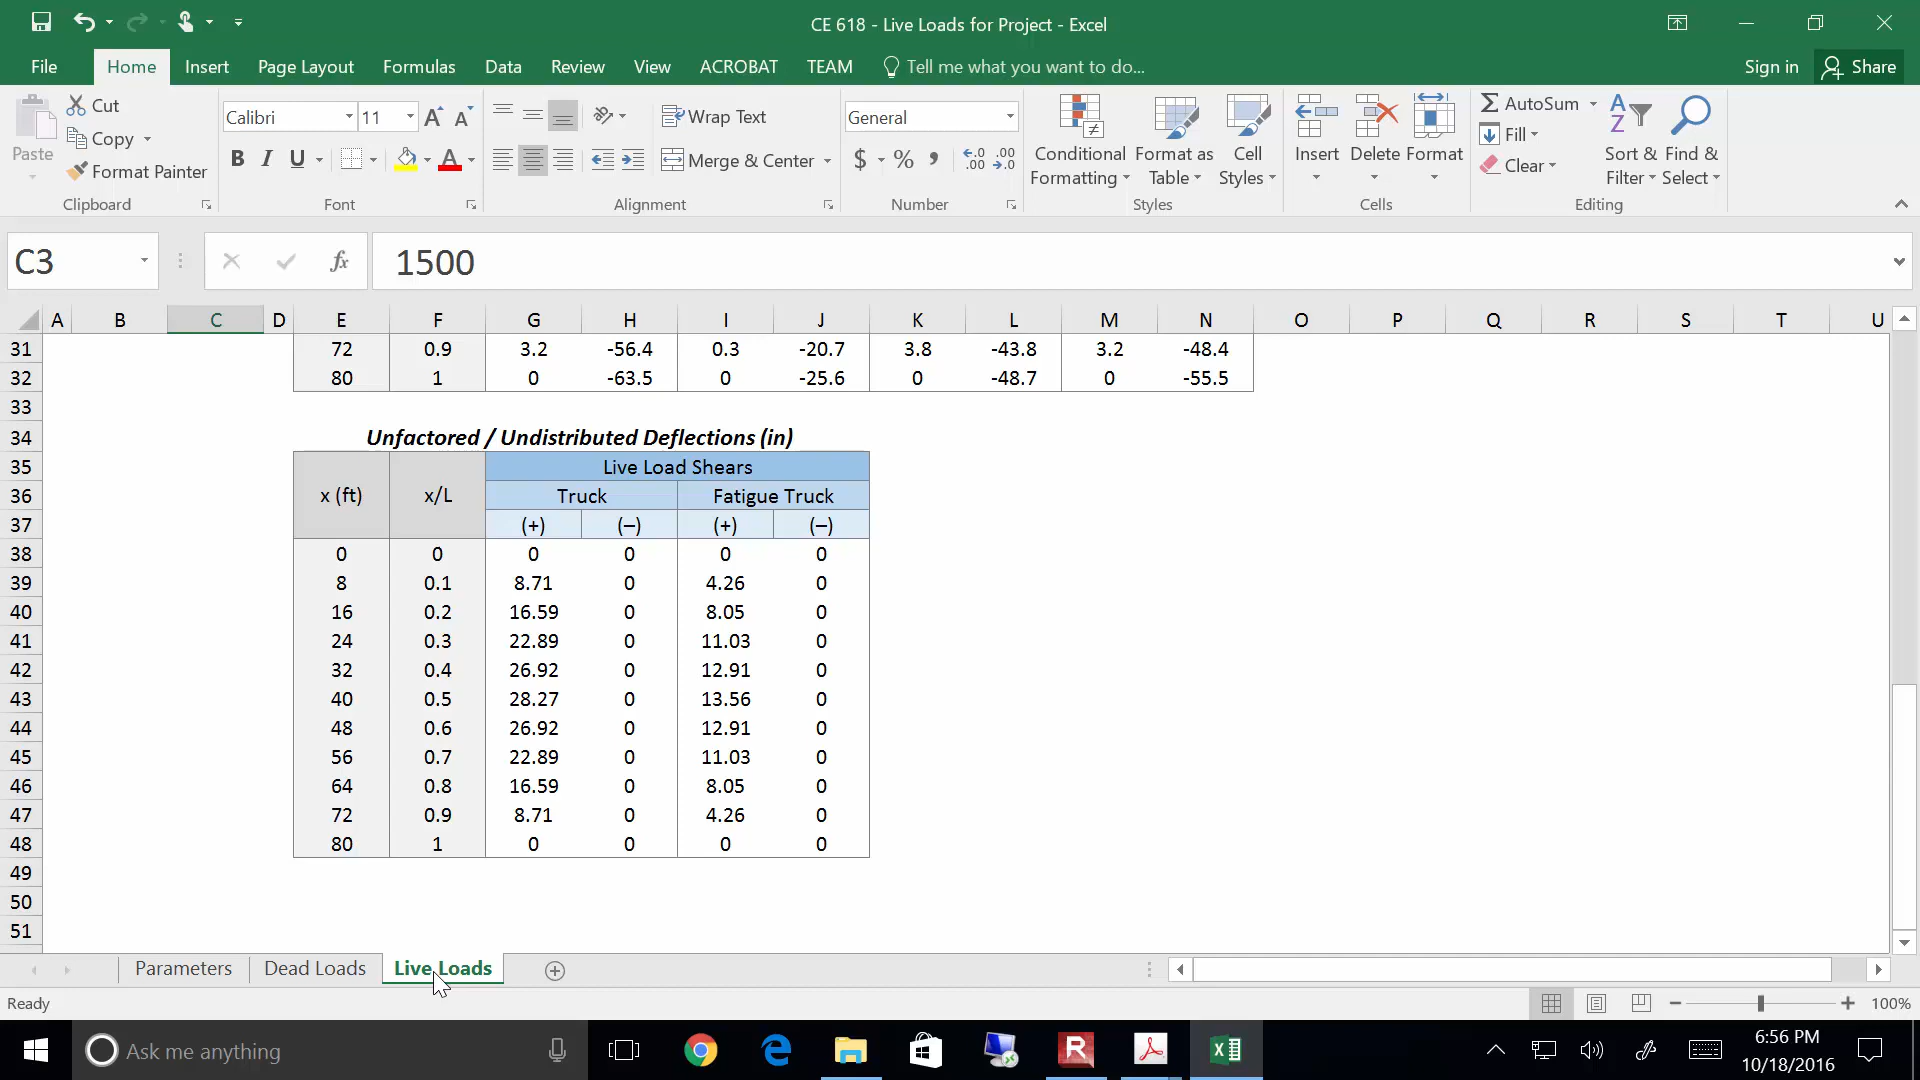 CE 618 - Live Loads for Project - Excel
File Home Insert Page Layout Formulas Data Review View ACROBAT TEAM Tell me what you want to do... Sign in Share
Cut
Copy
Format Painter
Paste
Clipboard
Calibri 11
B I U A
Font
Wrap Text
Merge & Center
Alignment
General
$ % ,
Number
Conditional Formatting
Format as Table
Cell Styles
Styles
Insert Delete Format
Cells
AutoSum
Fill
Clear
Sort & Filter
Find & Select
Editing
C3 fx 1500
A B C D E F G H I J K L M N O P Q R S T U
31 72 0.9 3.2 -56.4 0.3 -20.7 3.8 -43.8 3.2 -48.4
32 80 1 0 -63.5 0 -25.6 0 -48.7 0 -55.5
33
34 Unfactored / Undistributed Deflections (in)
35 Live Load Shears
36 x (ft) x/L Truck Fatigue Truck
37 (+) (–) (+) (–)
38 0 0 0 0 0 0
39 8 0.1 8.71 0 4.26 0
40 16 0.2 16.59 0 8.05 0
41 24 0.3 22.89 0 11.03 0
42 32 0.4 26.92 0 12.91 0
43 40 0.5 28.27 0 13.56 0
44 48 0.6 26.92 0 12.91 0
45 56 0.7 22.89 0 11.03 0
46 64 0.8 16.59 0 8.05 0
47 72 0.9 8.71 0 4.26 0
48 80 1 0 0 0 0
49
50
51
Parameters Dead Loads Live Loads
Ready 100%
Ask me anything
6:56 PM
10/18/2016